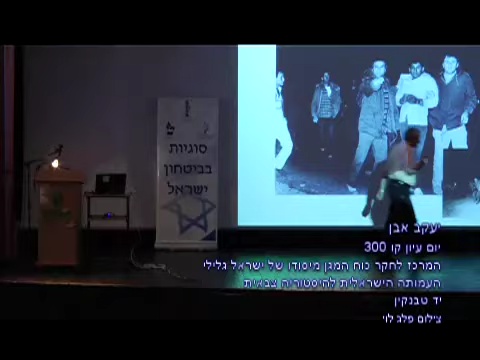 סוגיות
בביטחון
ישראל
יעקב אבן
יום עיון קו 300
המרכז לחקר כוח המגן מיסודו של ישראל גלילי
העמותה הישראלית להיסטוריה צבאית
יד טבנקין
צילום פלג לוי